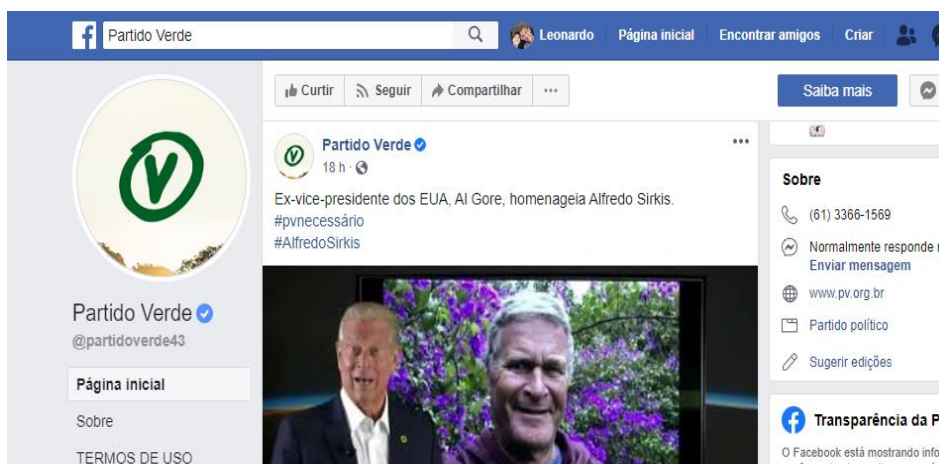 Partido Verde
Leonardo
Página inicial
Encontrar amigos
Criar
Curtir
Seguir
Compartilhar
Saiba mais
Partido Verde
18 h
Ex-vice-presidente dos EUA, Al Gore, homenageia Alfredo Sirkis.
#pvnecessário
#AlfredoSirkis
Partido Verde
@partidoverde43
Página inicial
Sobre
TERMOS DE USO
Sobre
(61) 3366-1569
Normalmente responde
Enviar mensagem
www.pv.org.br
Partido político
Sugerir edições
Transparência da P
O Facebook está mostrando info